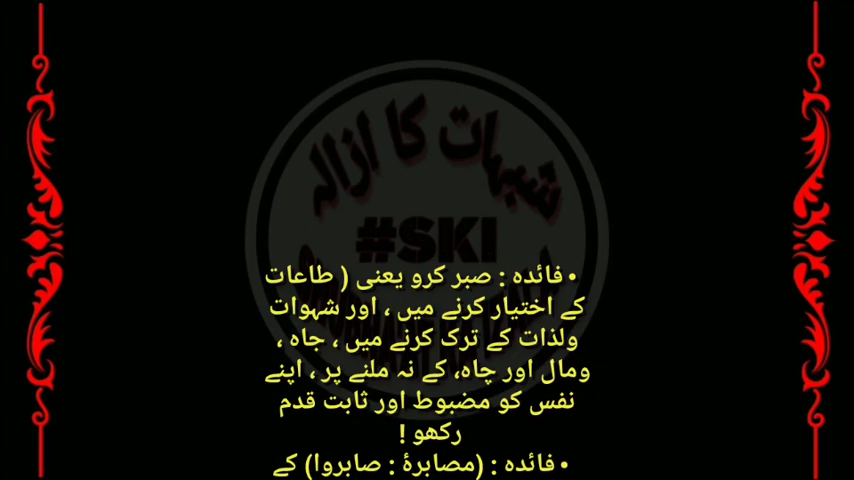 شبہات کا ازالہ
#SKI
• فائدہ : صبر کرو یعنی ( طاعات
کے اختیار کرنے میں ، اور شہوات
ولذات کے ترک کرنے میں ، جاہ ،
ومال اور چاہ، کے نہ ملنے پر ، اپنے
نفس کو مضبوط اور ثابت قدم
رکھو !
• فائدہ : (مصابرۂ : صابروا) کے